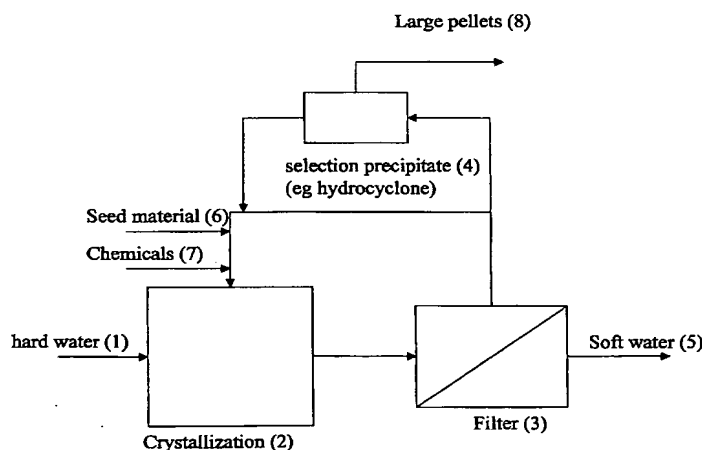 Large pellets (8)
selection precipitate (4)
(eg hydrocyclone)
Seed material (6)
Chemicals (7)
hard water (1)
Soft water (5)
Crystallization (2)
Filter (3)